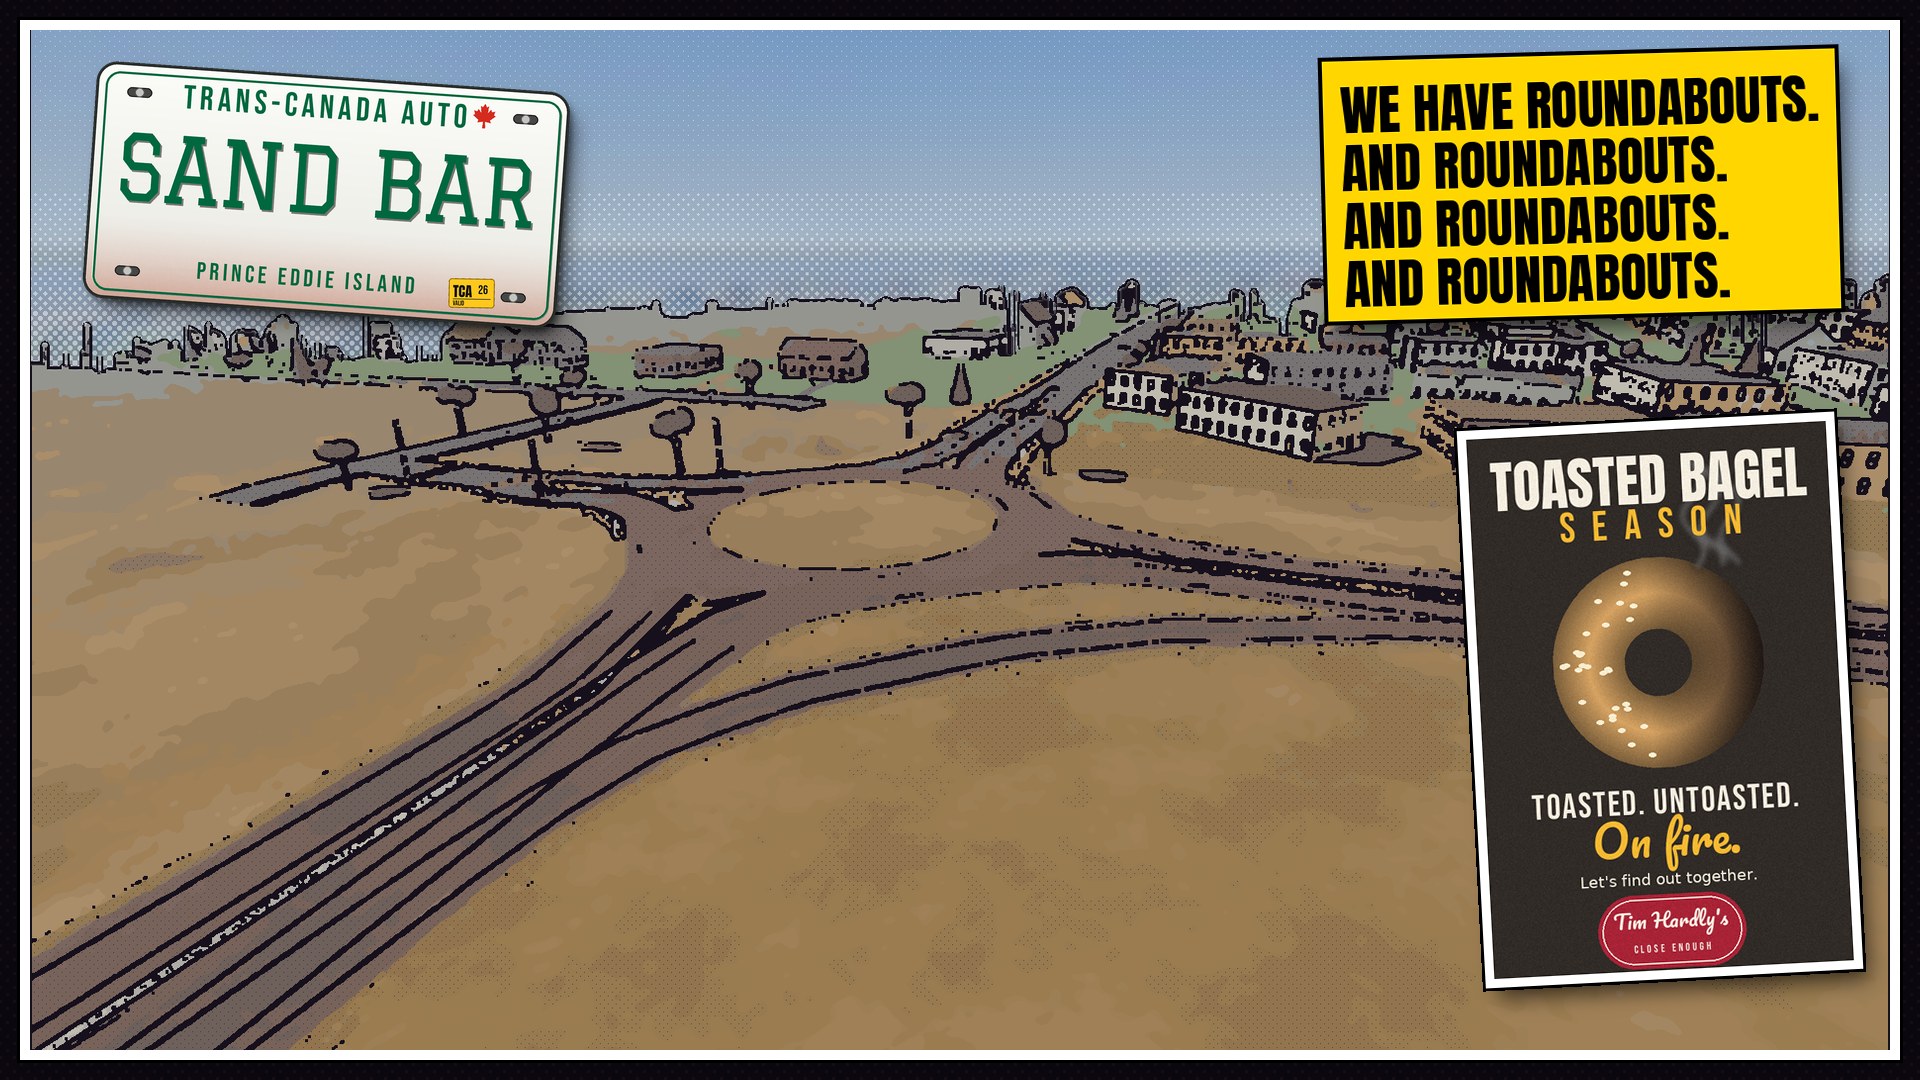 TRANS-CANADA AUTO
SAND BAR
PRINCE EDDIE ISLAND
TCA 26
VALID
WE HAVE ROUNDABOUTS.
AND ROUNDABOUTS.
AND ROUNDABOUTS.
AND ROUNDABOUTS.
TOASTED BAGEL
SEASON
TOASTED. UNTOASTED.
On fire.
Let's find out together.
Tim Hardly's
CLOSE ENOUGH